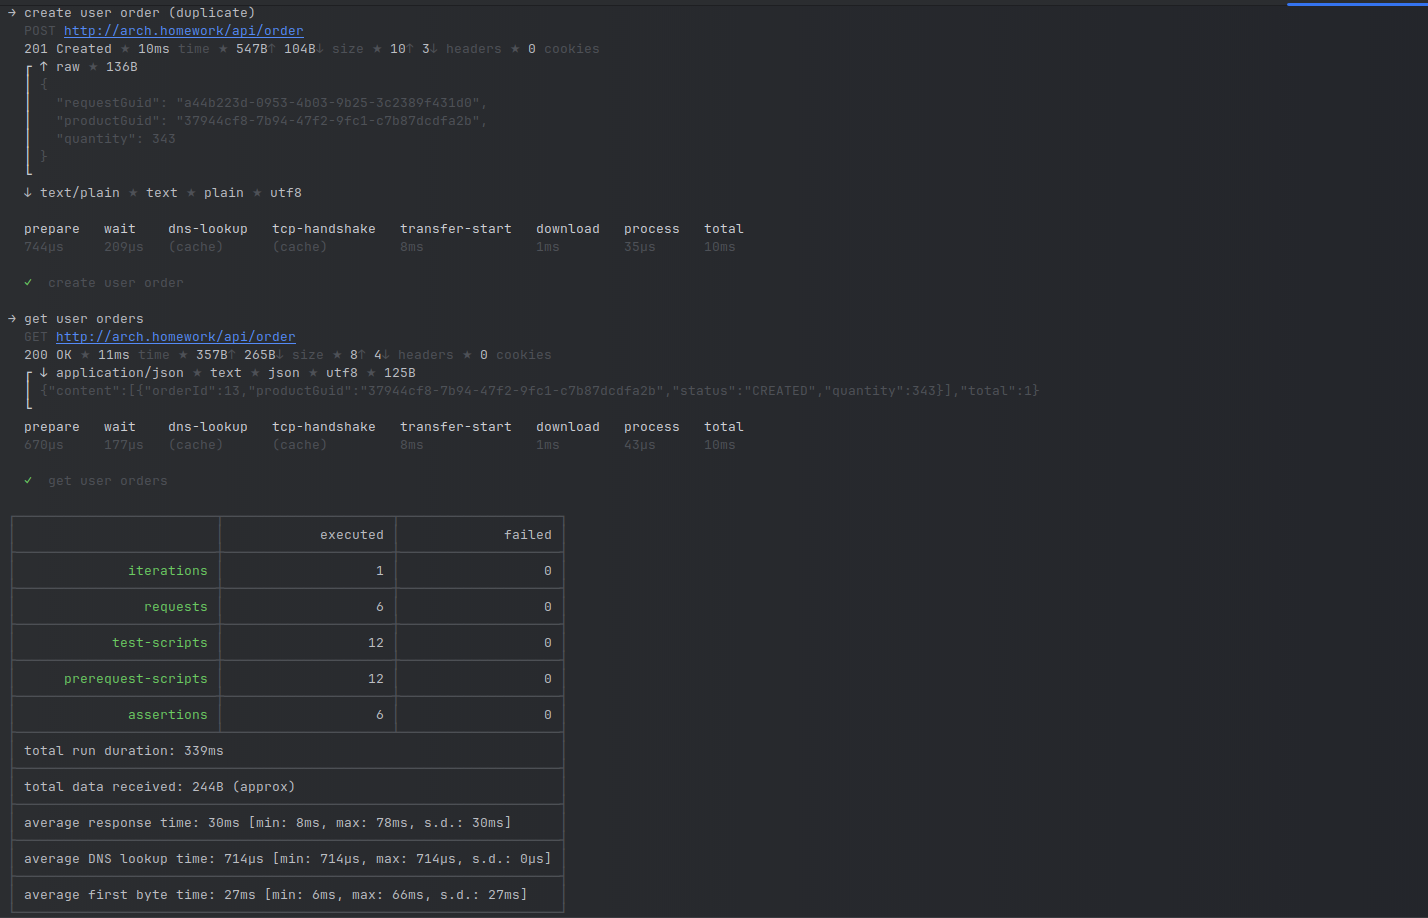 → create user order (duplicate)
POST http://arch.homework/api/order
201 Created ★ 10ms time ★ 547B↑ 104B↓ size ★ 10↑ 3↓ headers ★ 0 cookies
┌ ↑ raw ★ 136B
│ {
│   "requestGuid": "a44b223d-0953-4b03-9b25-3c2389f431d0",
│   "productGuid": "37944cf8-7b94-47f2-9fc1-c7b87dcdfa2b",
│   "quantity": 343
│ }
└
↓ text/plain ★ text ★ plain ★ utf8
prepare wait dns-lookup tcp-handshake transfer-start download process total
744µs 209µs (cache) (cache) 8ms 1ms 35µs 10ms
✓ create user order
→ get user orders
GET http://arch.homework/api/order
200 OK ★ 11ms time ★ 357B↑ 265B↓ size ★ 8↑ 4↓ headers ★ 0 cookies
┌ ↓ application/json ★ text ★ json ★ utf8 ★ 125B
│ {"content":[{"orderId":13,"productGuid":"37944cf8-7b94-47f2-9fc1-c7b87dcdfa2b","status":"CREATED","quantity":343}],"total":1}
└
prepare wait dns-lookup tcp-handshake transfer-start download process total
670µs 177µs (cache) (cache) 8ms 1ms 43µs 10ms
✓ get user orders
executed failed
iterations 1 0
requests 6 0
test-scripts 12 0
prerequest-scripts 12 0
assertions 6 0
total run duration: 339ms
total data received: 244B (approx)
average response time: 30ms [min: 8ms, max: 78ms, s.d.: 30ms]
average DNS lookup time: 714µs [min: 714µs, max: 714µs, s.d.: 0µs]
average first byte time: 27ms [min: 6ms, max: 66ms, s.d.: 27ms]